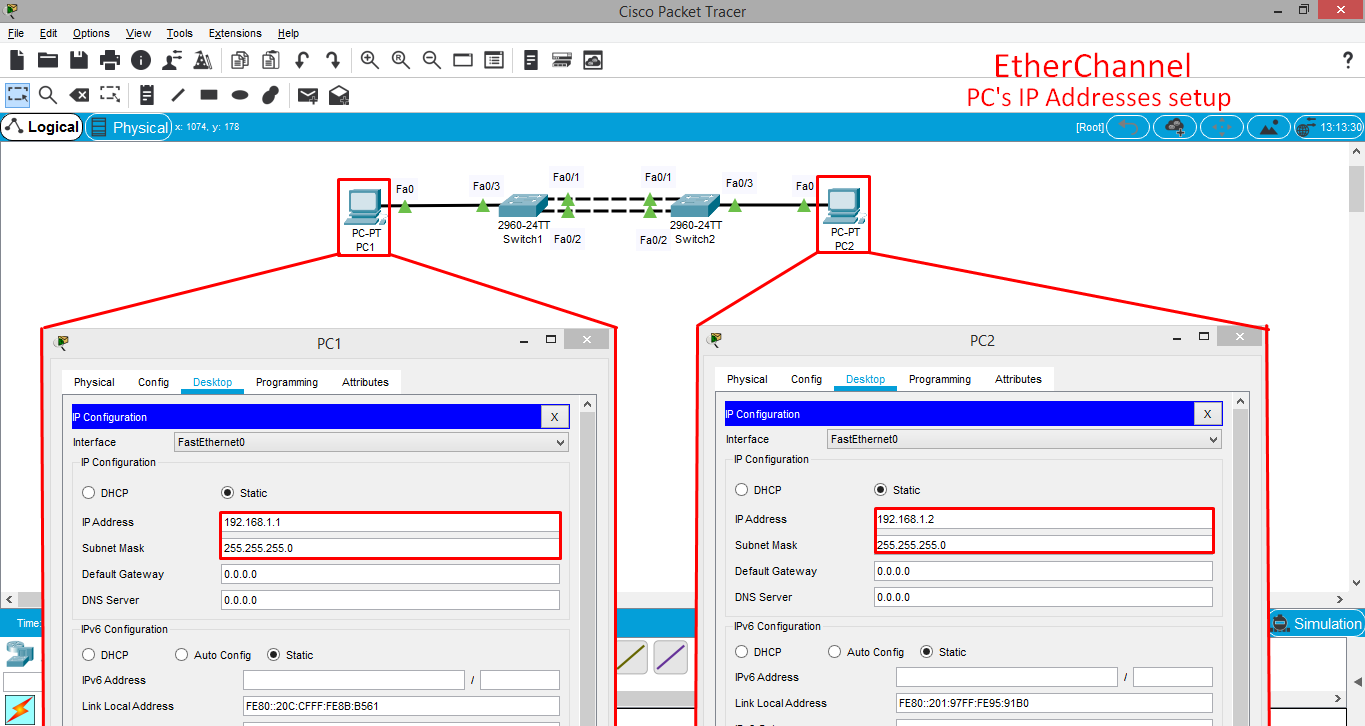 Cisco Packet Tracer
File Edit Options View Tools Extensions Help
EtherChannel
PC's IP Addresses setup
?
Logical Physical x: 1074, y: 178 [Root] 13:13:30
Fa0 Fa0/3 Fa0/1 Fa0/1 Fa0/3 Fa0
PC-PT 2960-24TT 2960-24TT PC-PT
PC1 Switch1 Fa0/2 Fa0/2 Switch2 PC2
PC1
Physical Config Desktop Programming Attributes
IP Configuration X
Interface FastEthernet0
IP Configuration
DHCP Static
IP Address 192.168.1.1
Subnet Mask 255.255.255.0
Default Gateway 0.0.0.0
DNS Server 0.0.0.0
IPv6 Configuration
DHCP Auto Config Static
IPv6 Address /
Link Local Address FE80::20C:CFFF:FE8B:B561
PC2
Physical Config Desktop Programming Attributes
IP Configuration X
Interface FastEthernet0
IP Configuration
DHCP Static
IP Address 192.168.1.2
Subnet Mask 255.255.255.0
Default Gateway 0.0.0.0
DNS Server 0.0.0.0
IPv6 Configuration
DHCP Auto Config Static
IPv6 Address /
Link Local Address FE80::201:97FF:FE95:91B0
Time:
Simulation